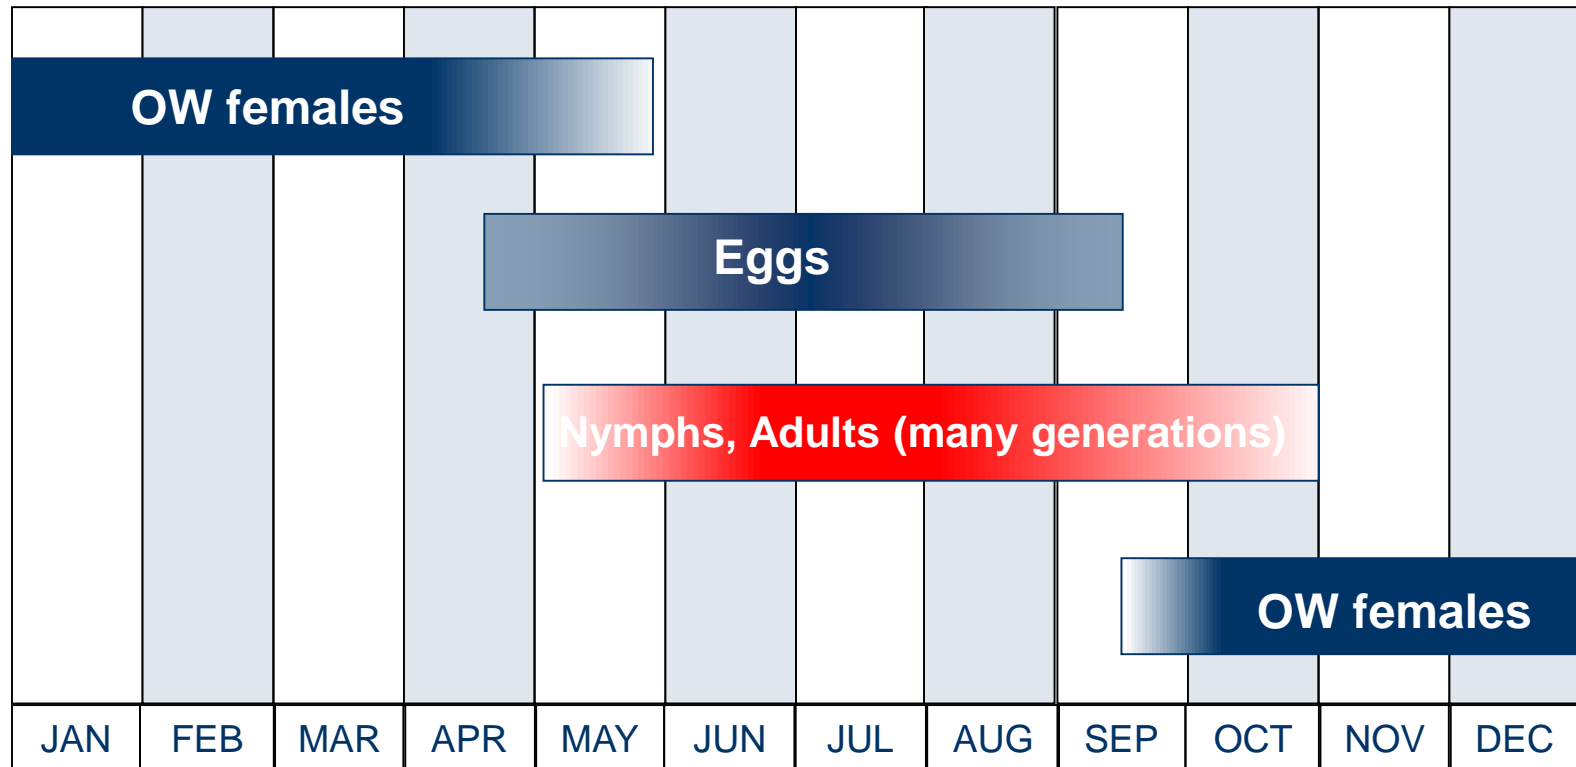 OW females
Eggs
Nymphs, Adults (many generations)
OW females
JAN FEB MAR APR MAY JUN JUL AUG SEP OCT NOV DEC